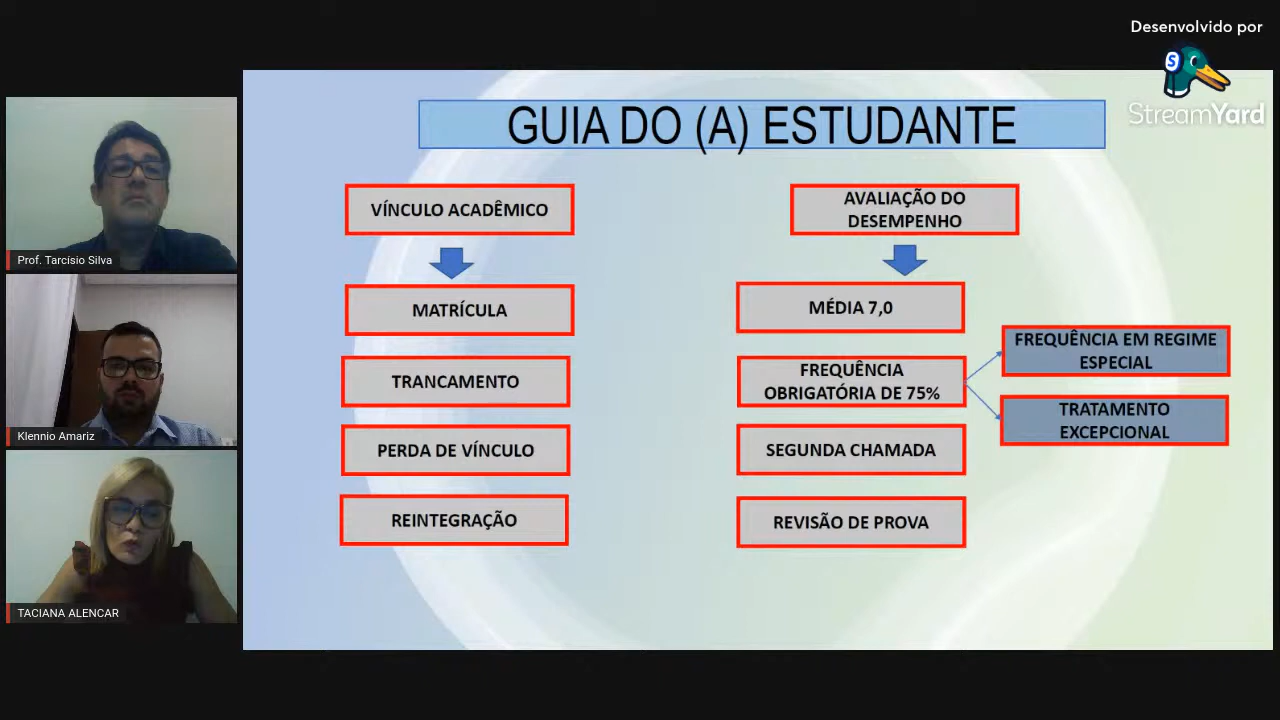 Desenvolvido por
StreamYard
GUIA DO (A) ESTUDANTE
VÍNCULO ACADÊMICO
MATRÍCULA
TRANCAMENTO
PERDA DE VÍNCULO
REINTEGRAÇÃO
AVALIAÇÃO DO
DESEMPENHO
MÉDIA 7,0
FREQUÊNCIA
OBRIGATÓRIA DE 75%
FREQUÊNCIA EM REGIME
ESPECIAL
TRATAMENTO
EXCEPCIONAL
SEGUNDA CHAMADA
REVISÃO DE PROVA
Prof. Tarcísio Silva
Klennio Amariz
TACIANA ALENCAR